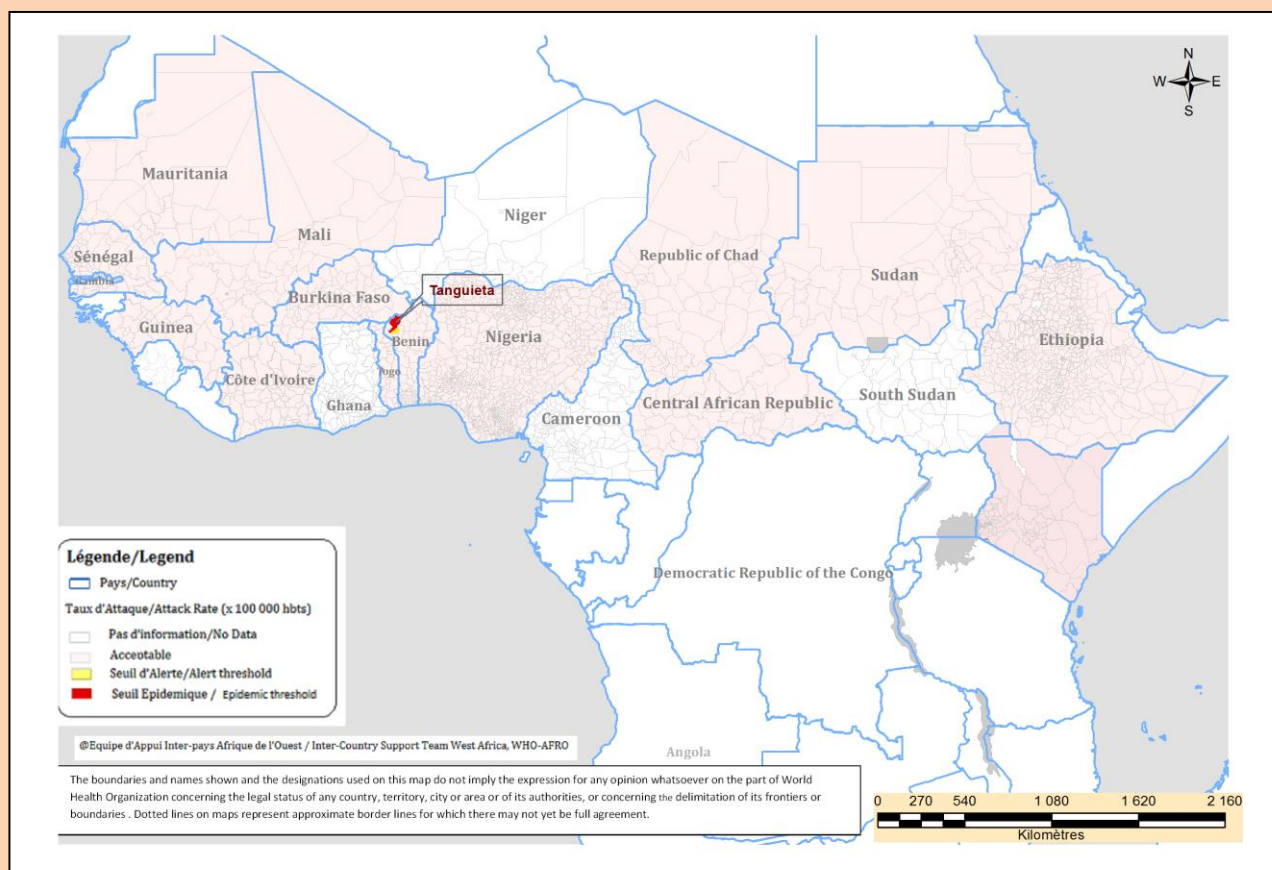 N
W E
S
Mauritania
Niger
Mali
Republic of Chad
Sénégal
Sudan
Gambia
Tanguieta
Burkina Faso
Guinea
Benin
Nigeria
Ethiopia
Togo
Côte d'Ivoire
Ghana
Central African Republic
South Sudan
Cameroon
Democratic Republic of the Congo
Angola
Légende/Legend
Pays/Country
Taux d'Attaque/Attack Rate (x 100 000 hbts)
Pas d'information/No Data
Acceptable
Seuil d'Alerte/Alert threshold
Seuil Epidemique / Epidemic threshold
@Equipe d'Appui Inter-pays Afrique de l'Ouest / Inter-Country Support Team West Africa, WHO-AFRO
The boundaries and names shown and the designations used on this map do not imply the expression for any opinion whatsoever on the part of World
Health Organization concerning the legal status of any country, territory, city or area or of its authorities, or concerning the delimitation of its frontiers or
boundaries . Dotted lines on maps represent approximate border lines for which there may not yet be full agreement.
0 270 540 1 080 1 620 2 160
Kilomètres